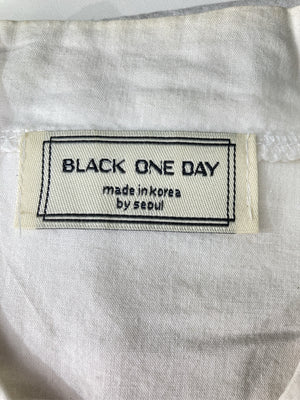 BLACK ONE DAY
made in korea
by seoul